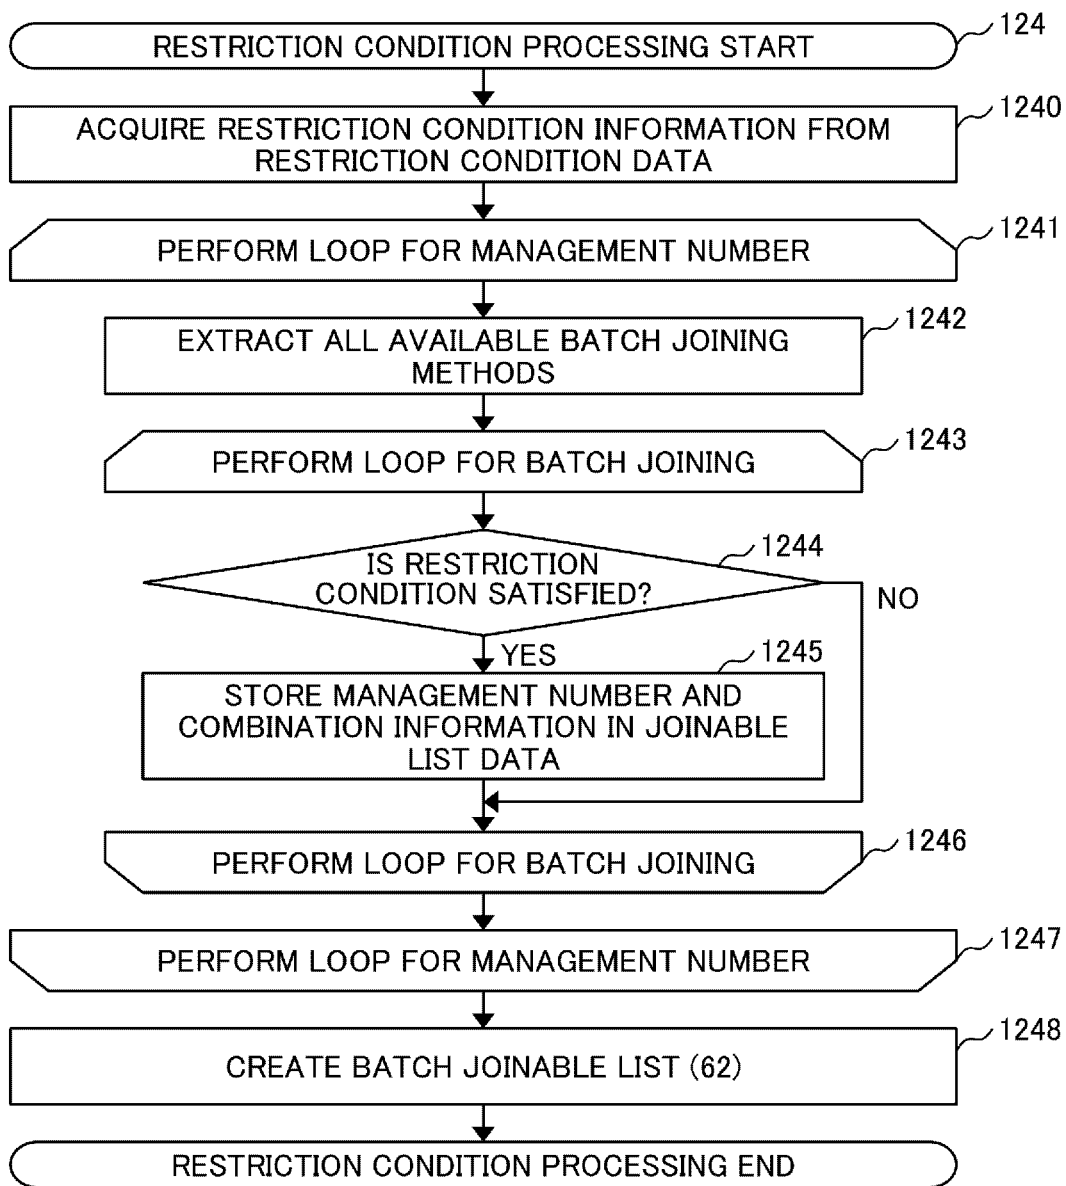 RESTRICTION CONDITION PROCESSING START
124
ACQUIRE RESTRICTION CONDITION INFORMATION FROM
RESTRICTION CONDITION DATA
1240
PERFORM LOOP FOR MANAGEMENT NUMBER
1241
EXTRACT ALL AVAILABLE BATCH JOINING
METHODS
1242
PERFORM LOOP FOR BATCH JOINING
1243
IS RESTRICTION
CONDITION SATISFIED?
1244
NO
YES
STORE MANAGEMENT NUMBER AND
COMBINATION INFORMATION IN JOINABLE
LIST DATA
1245
PERFORM LOOP FOR BATCH JOINING
1246
PERFORM LOOP FOR MANAGEMENT NUMBER
1247
CREATE BATCH JOINABLE LIST (62)
1248
RESTRICTION CONDITION PROCESSING END